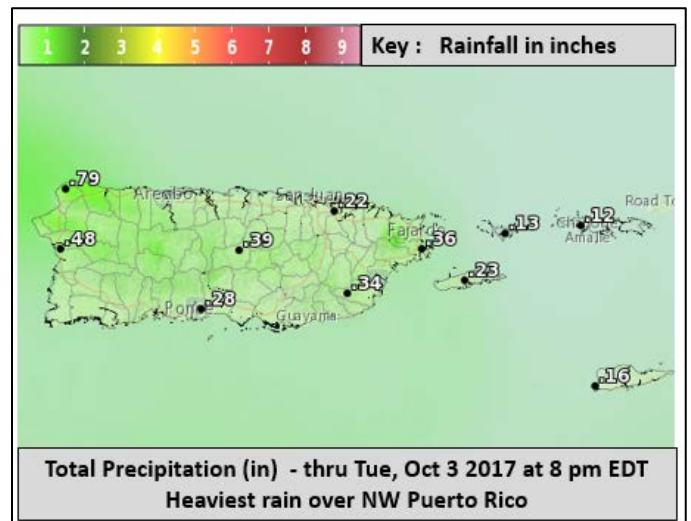 1 2 3 4 5 6 7 8 9 Key : Rainfall in inches
.79
Arecibo San Juan
.22
Road To
.12
.13
Fajardo
Amalie
.48 .39 .36
.23
.34
.28
Ponce
Guayama
.16
Total Precipitation (in) - thru Tue, Oct 3 2017 at 8 pm EDT
Heaviest rain over NW Puerto Rico